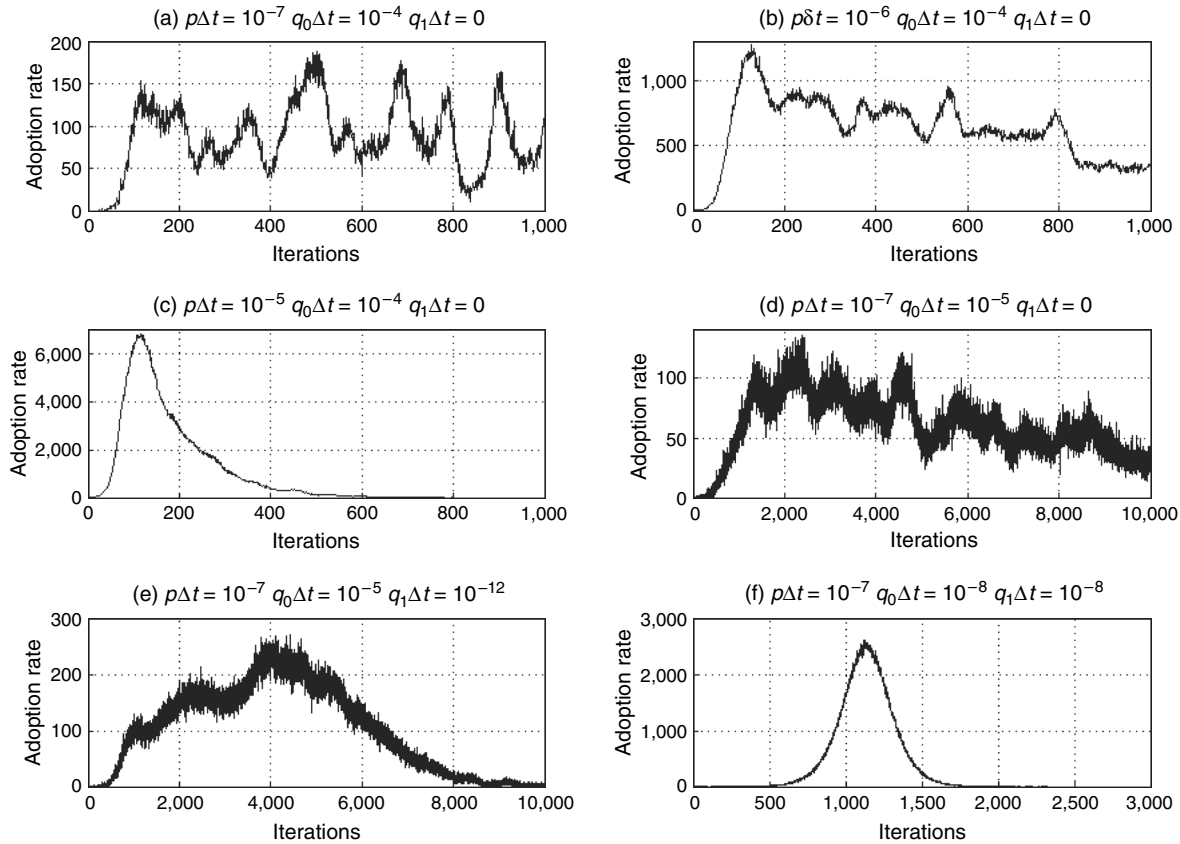 (a) pΔt = 10⁻⁷ q₀Δt = 10⁻⁴ q₁Δt = 0
200
150
100
50
0
Adoption rate
0 200 400 600 800 1,000
Iterations
(b) pδt = 10⁻⁶ q₀Δt = 10⁻⁴ q₁Δt = 0
1,000
500
0
Adoption rate
0 200 400 600 800 1,000
Iterations
(c) pΔt = 10⁻⁵ q₀Δt = 10⁻⁴ q₁Δt = 0
6,000
4,000
2,000
0
Adoption rate
0 200 400 600 800 1,000
Iterations
(d) pΔt = 10⁻⁷ q₀Δt = 10⁻⁵ q₁Δt = 0
100
50
0
Adoption rate
0 2,000 4,000 6,000 8,000 10,000
Iterations
(e) pΔt = 10⁻⁷ q₀Δt = 10⁻⁵ q₁Δt = 10⁻¹²
300
200
100
0
Adoption rate
0 2,000 4,000 6,000 8,000 10,000
Iterations
(f) pΔt = 10⁻⁷ q₀Δt = 10⁻⁸ q₁Δt = 10⁻⁸
3,000
2,000
1,000
0
Adoption rate
0 500 1,000 1,500 2,000 2,500 3,000
Iterations